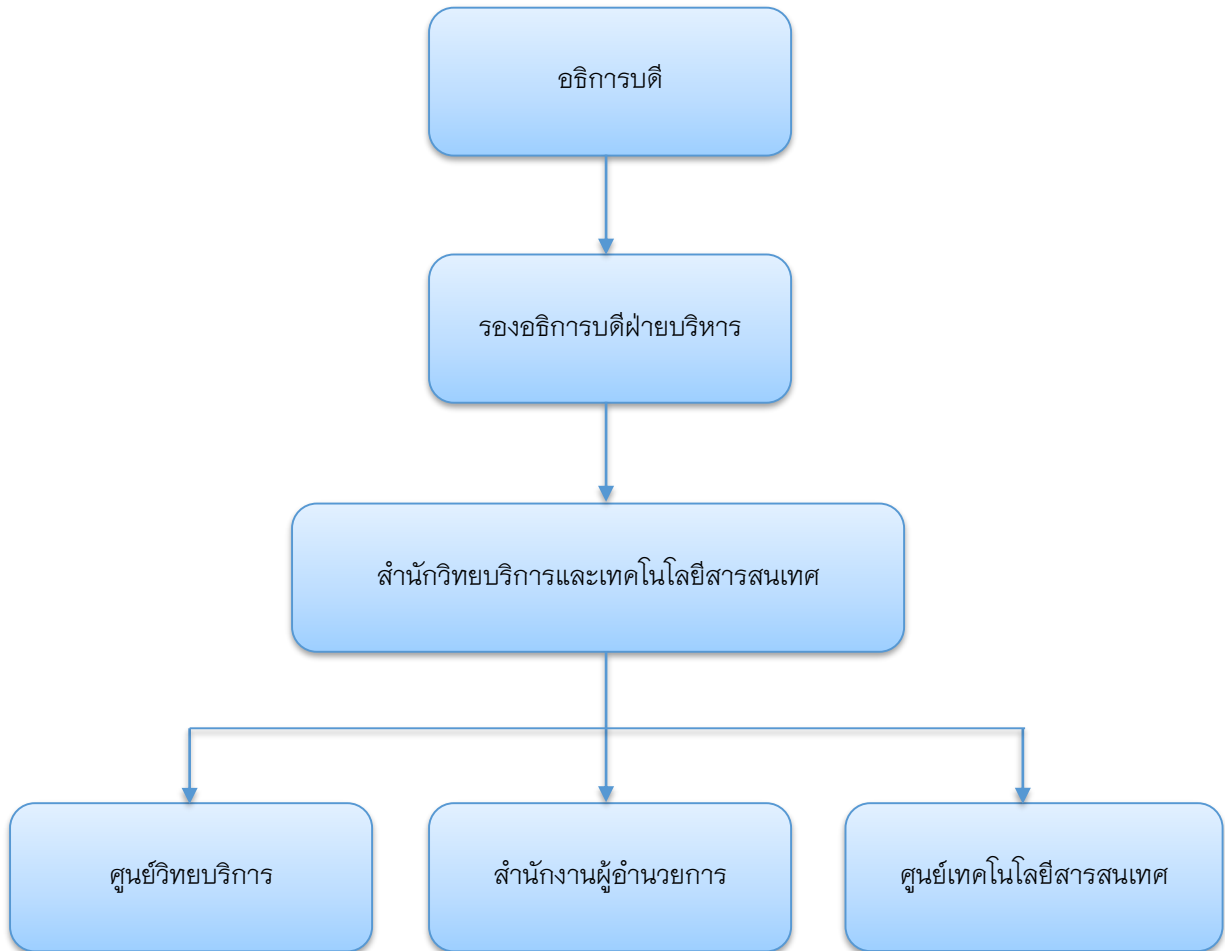 อธิการบดี
รองอธิการบดีฝ่ายบริหาร
สำนักวิทยบริการและเทคโนโลยีสารสนเทศ
ศูนย์วิทยบริการ
สำนักงานผู้อำนวยการ
ศูนย์เทคโนโลยีสารสนเทศ